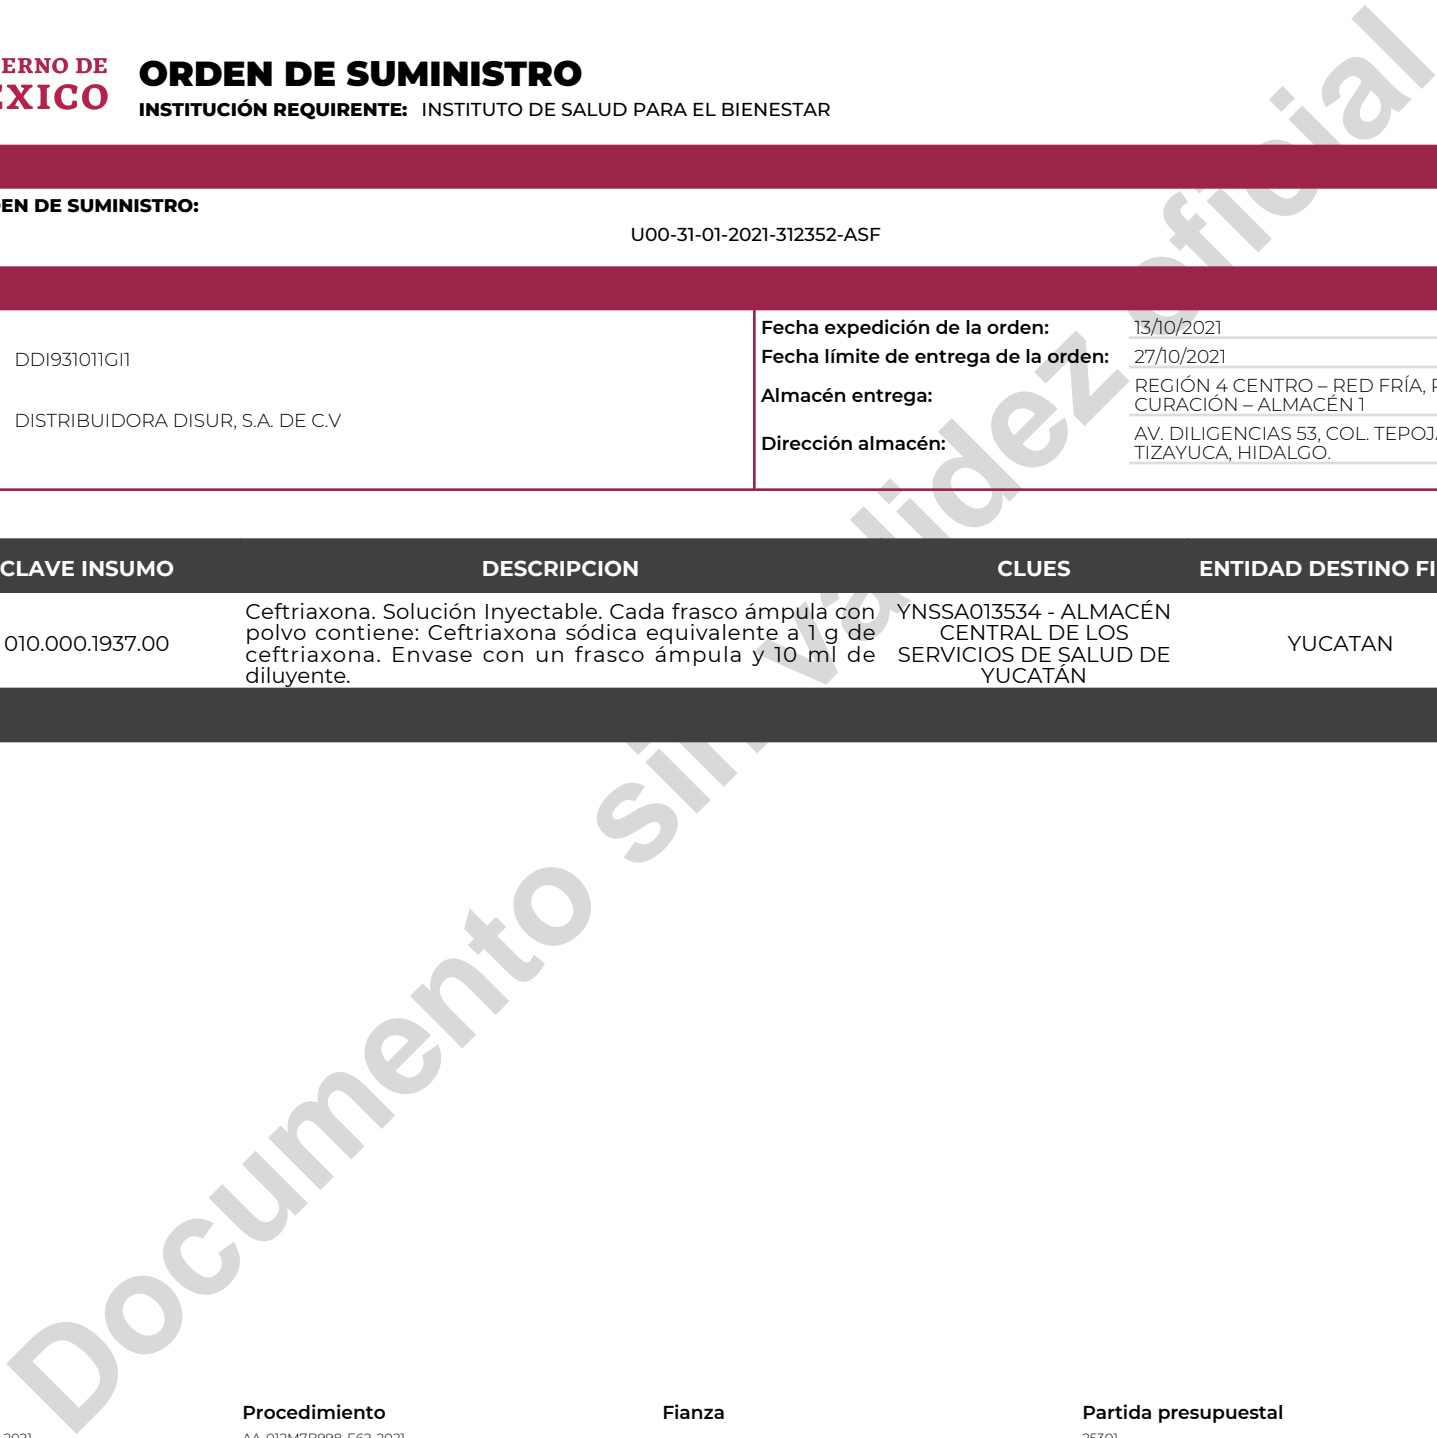 ERNO DE
ORDEN DE SUMINISTRO
INSTITUCIÓN REQUIRENTE: INSTITUTO DE SALUD PARA EL BIENESTAR
EN DE SUMINISTRO:
U00-31-01-2021-312352-ASF
DDI931011GI1
DISTRIBUIDORA DISUR, S.A. DE C.V
Fecha expedición de la orden: 13/10/2021
Fecha límite de entrega de la orden: 27/10/2021
Almacén entrega: REGIÓN 4 CENTRO – RED FRÍA,
CURACIÓN – ALMACÉN 1
Dirección almacén: AV. DILIGENCIAS 53, COL. TEPOJA
TIZAYUCA, HIDALGO.
CLAVE INSUMO DESCRIPCION CLUES ENTIDAD DESTINO FI
010.000.1937.00
Ceftriaxona. Solución Inyectable. Cada frasco ámpula con
polvo contiene: Ceftriaxona sódica equivalente a 1 g de
ceftriaxona. Envase con un frasco ámpula y 10 ml de
diluyente.
YNSSA013534 - ALMACÉN
CENTRAL DE LOS
SERVICIOS DE SALUD DE
YUCATÁN
YUCATAN
Documento sin validez oficial
Procedimiento Fianza Partida presupuestal